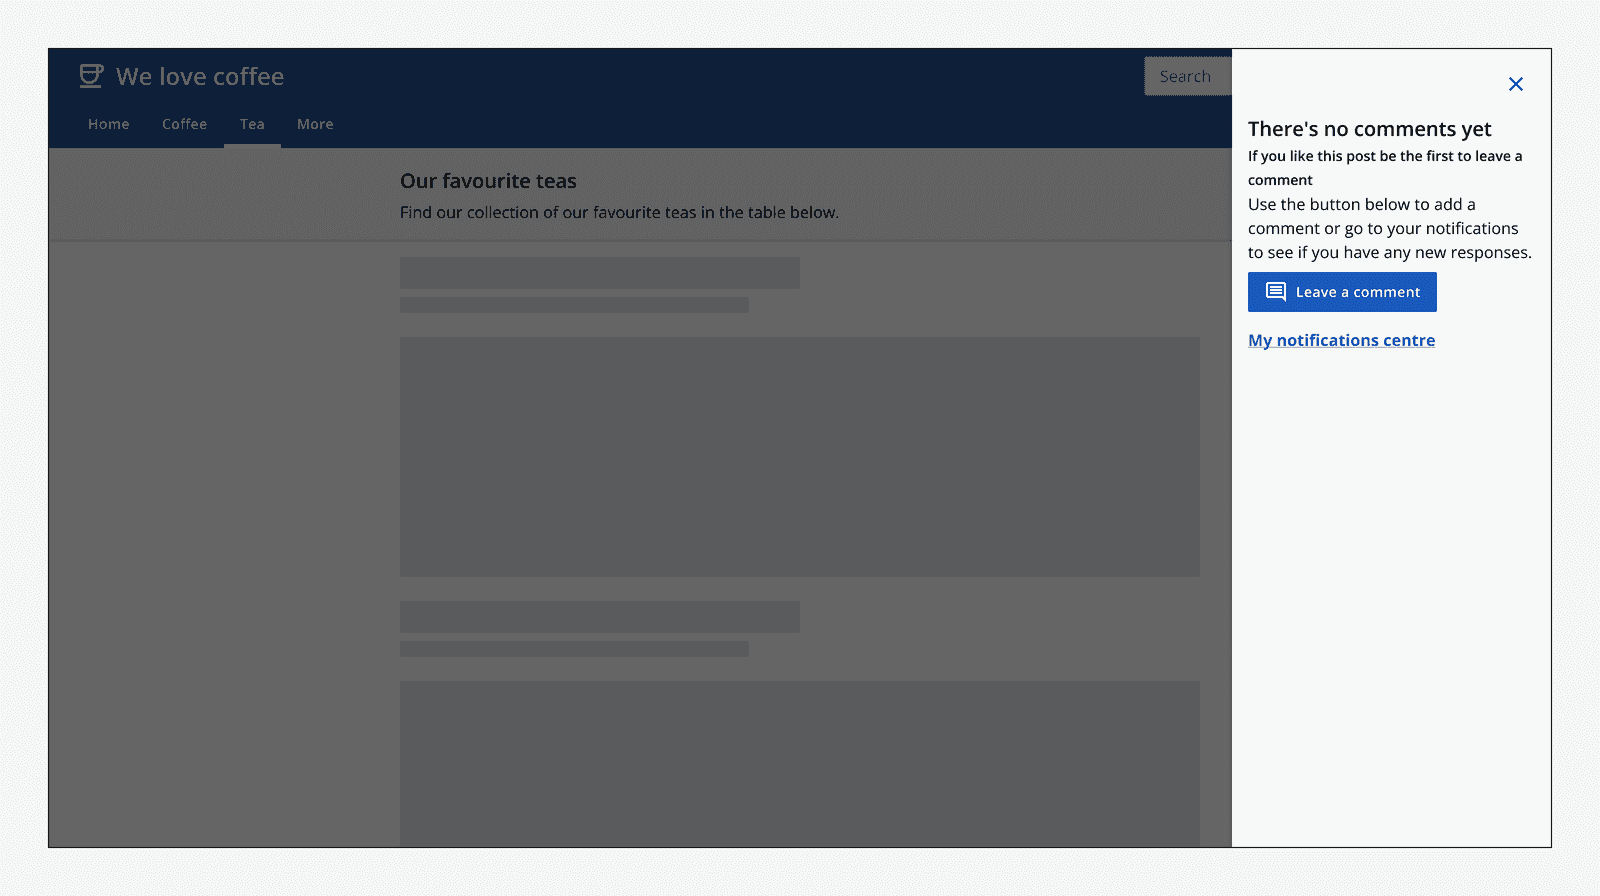 We love coffee
Search
Home Coffee Tea More
Our favourite teas
Find our collection of our favourite teas in the table below.
There's no comments yet
If you like this post be the first to leave a
comment
Use the button below to add a
comment or go to your notifications
to see if you have any new responses.
Leave a comment
My notifications centre